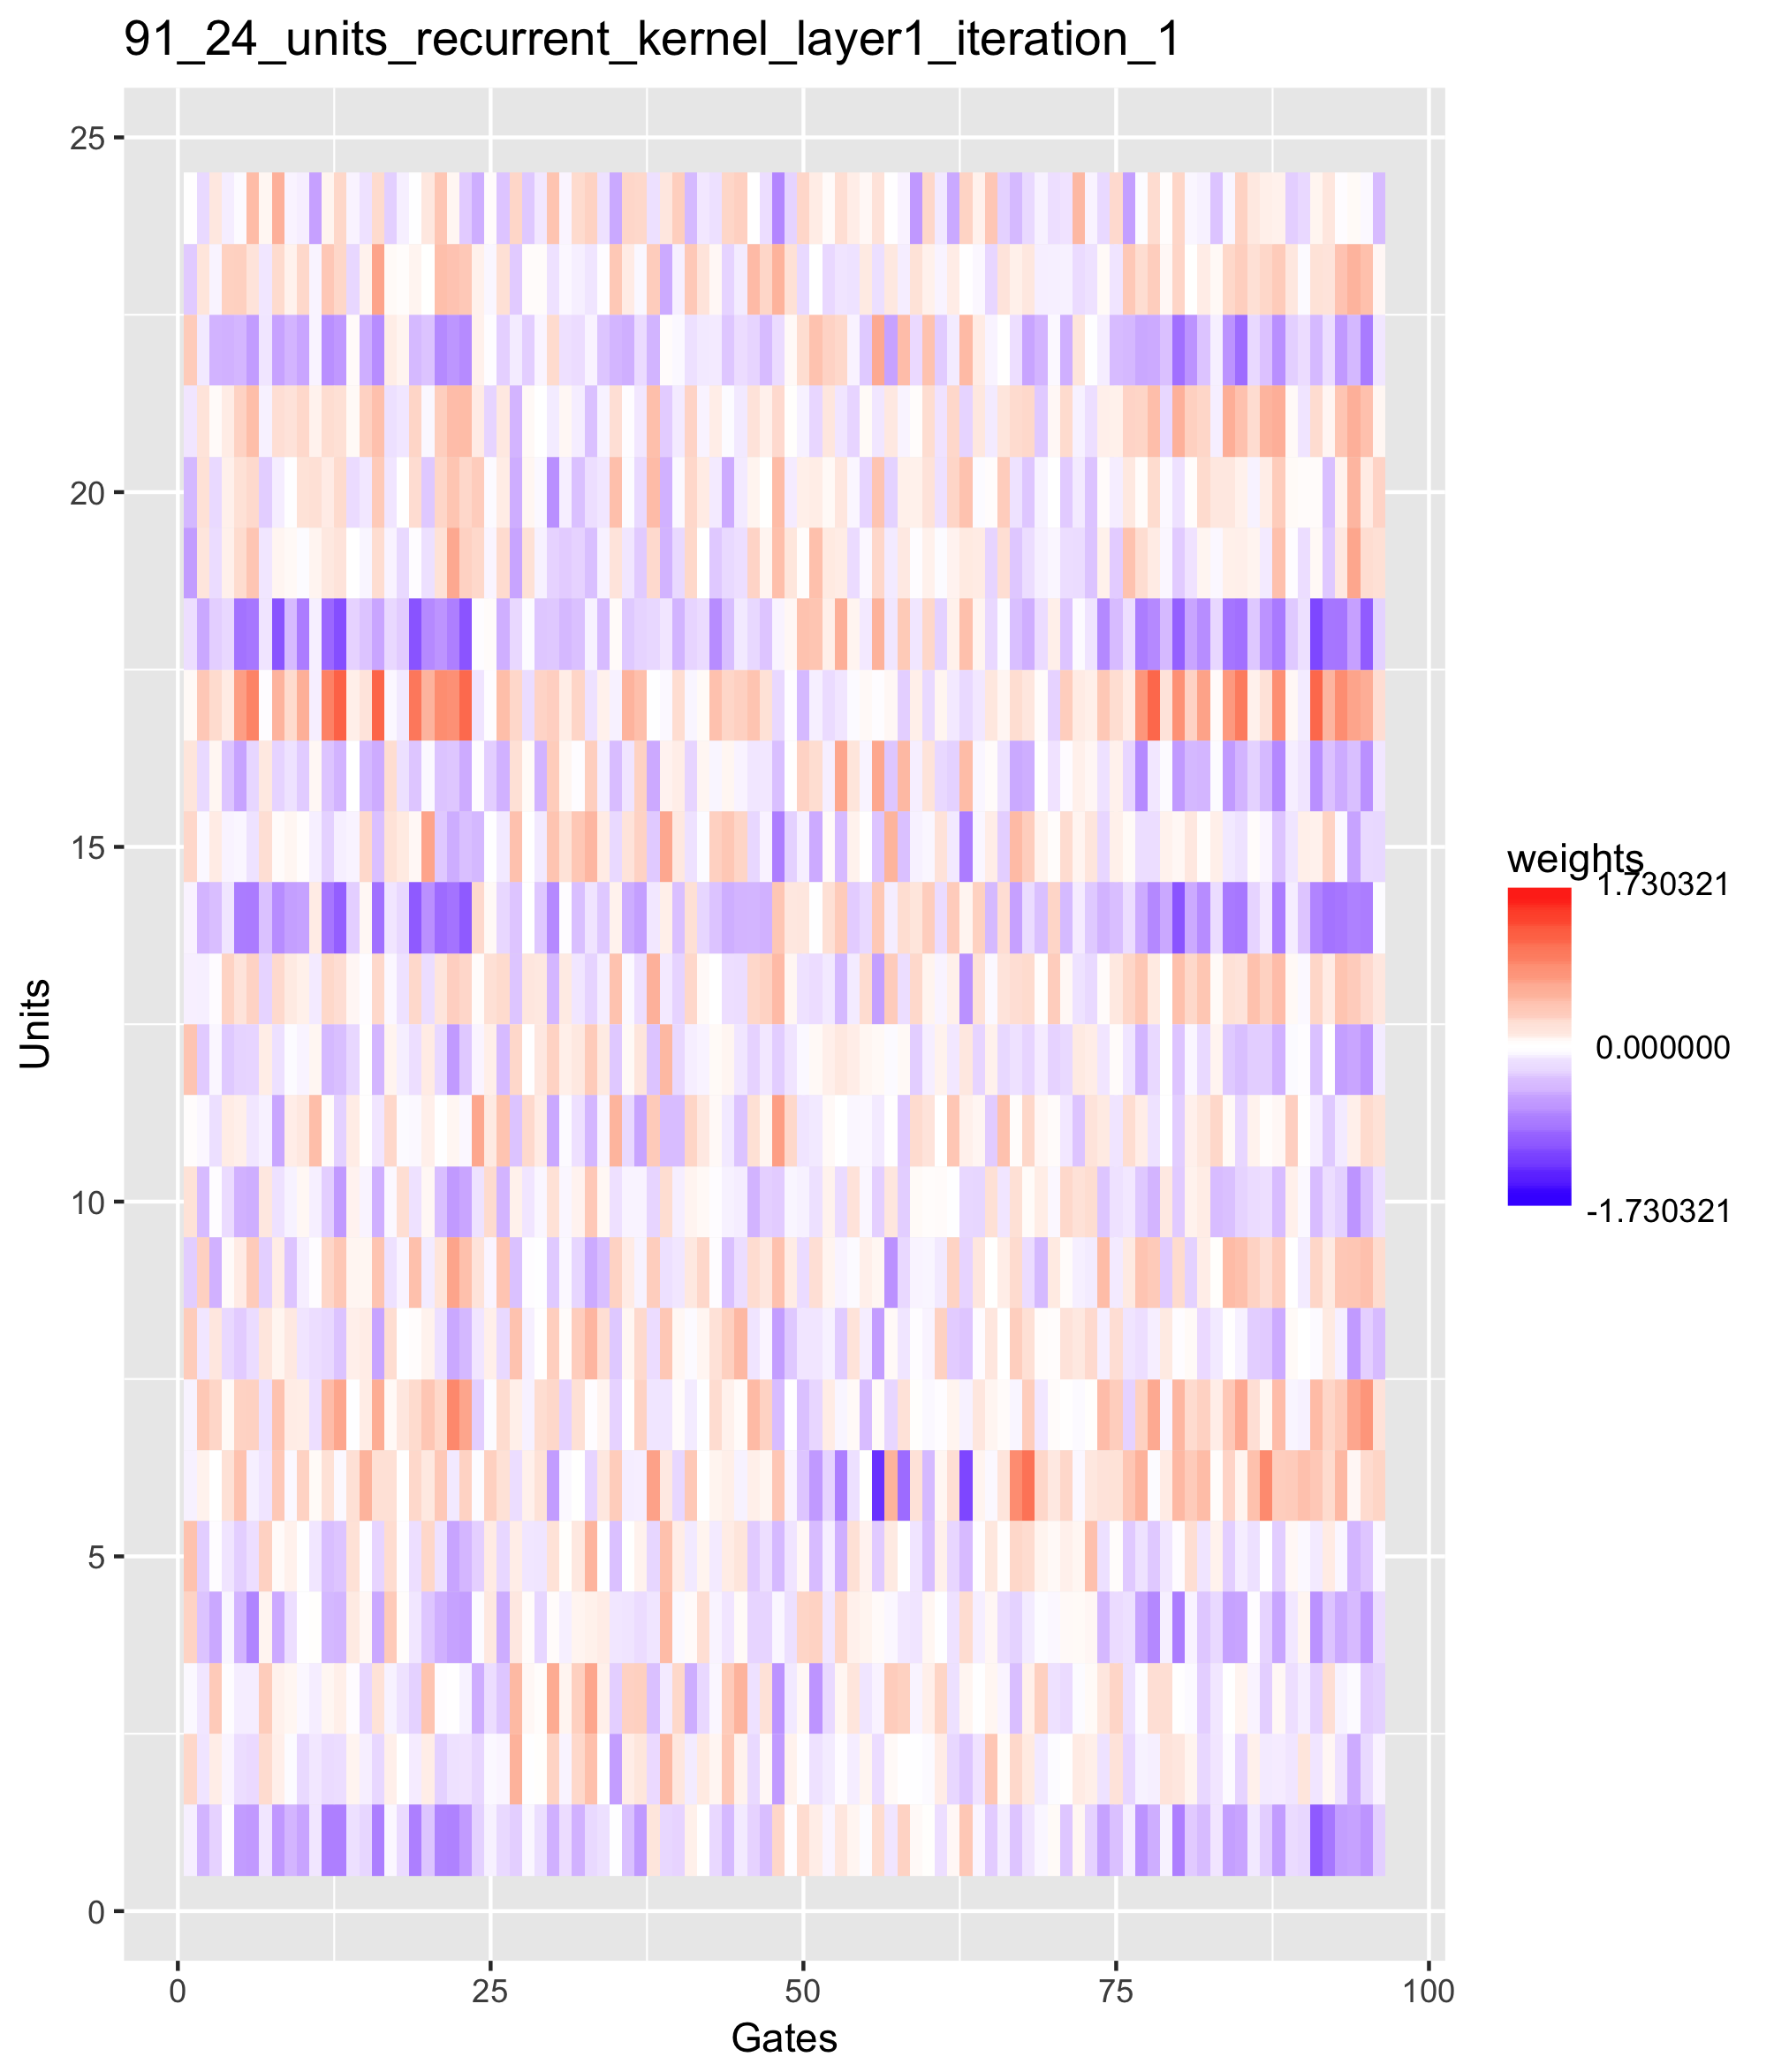 91_24_units_recurrent_kernel_layer1_iteration_1
25
20
15
10
5
0
Units
0 25 50 75 100
Gates
weights
1.730321
0.000000
-1.730321